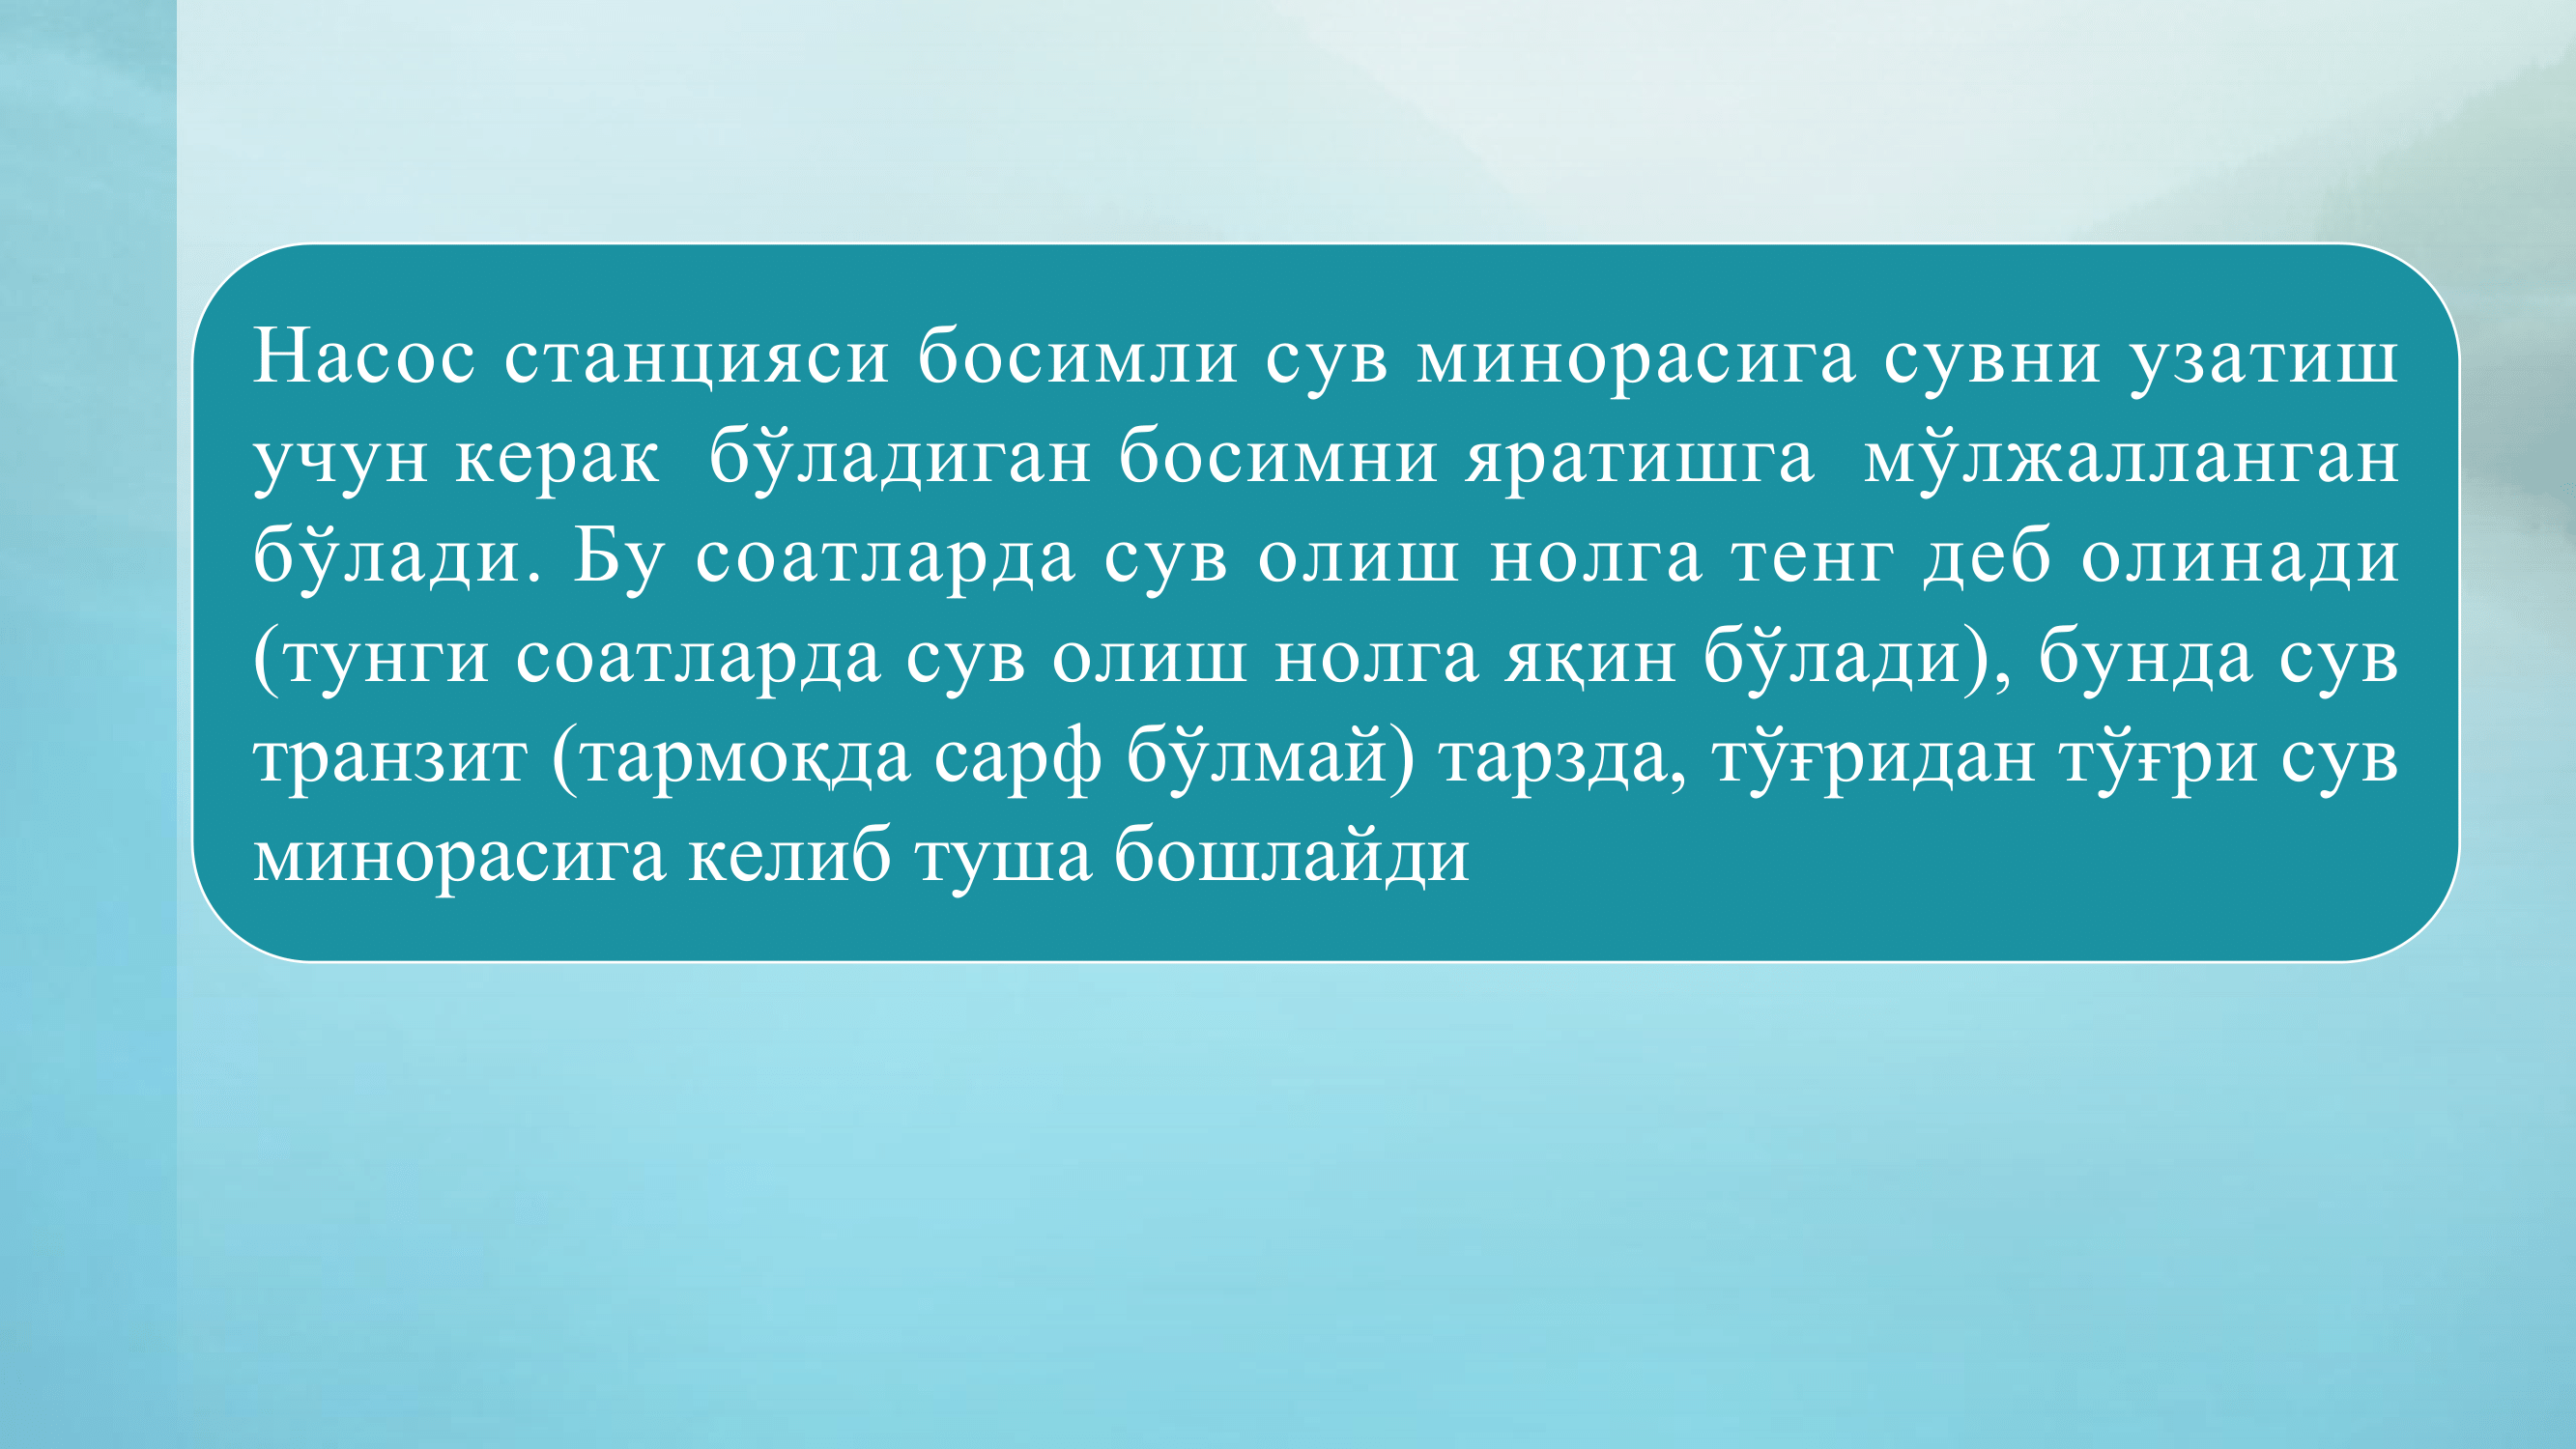 Насос станцияси босимли сув минорасига сувни узатиш
учун керак  бўладиган босимни яратишга  мўлжалланган
бўлади. Бу соатларда сув олиш нолга тенг деб олинади
(тунги соатларда сув олиш нолга яқин бўлади), бунда сув
транзит (тармоқда сарф бўлмай) тарзда, тўғридан тўғри сув
минорасига келиб туша бошлайди